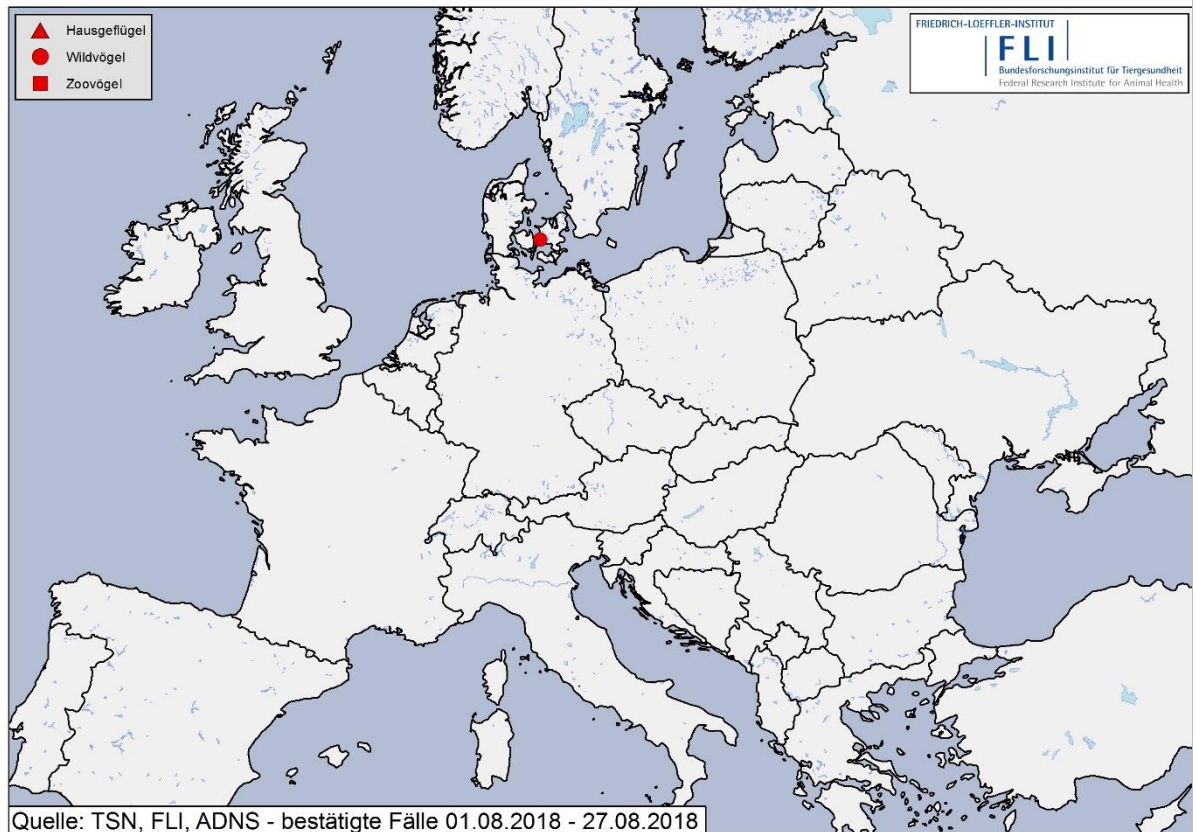 Hausgeflügel
Wildvögel
Zoovögel
FRIEDRICH-LOEFFLER-INSTITUT
FLI
Bundesforschungsinstitut für Tiergesundheit
Federal Research Institute for Animal Health
Quelle: TSN, FLI, ADNS - bestätigte Fälle 01.08.2018 - 27.08.2018